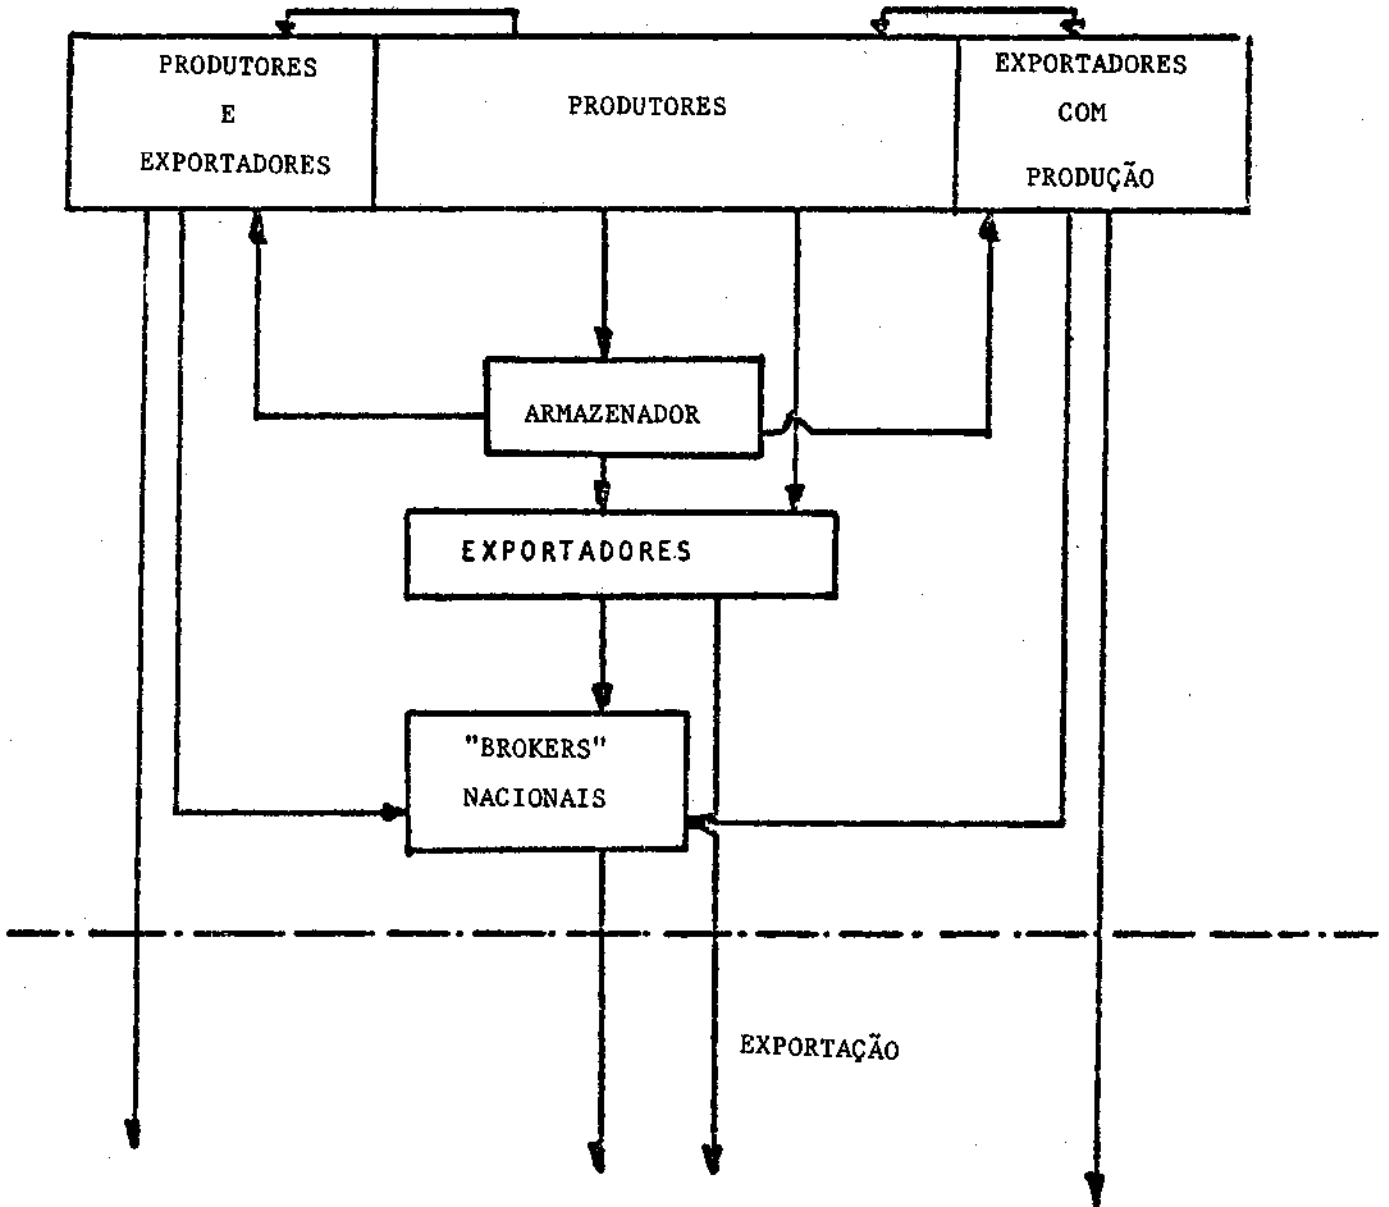 PRODUTORES
E
EXPORTADORES
PRODUTORES
EXPORTADORES
COM
PRODUÇÃO
ARMAZENADOR
EXPORTADORES
"BROKERS"
NACIONAIS
EXPORTAÇÃO